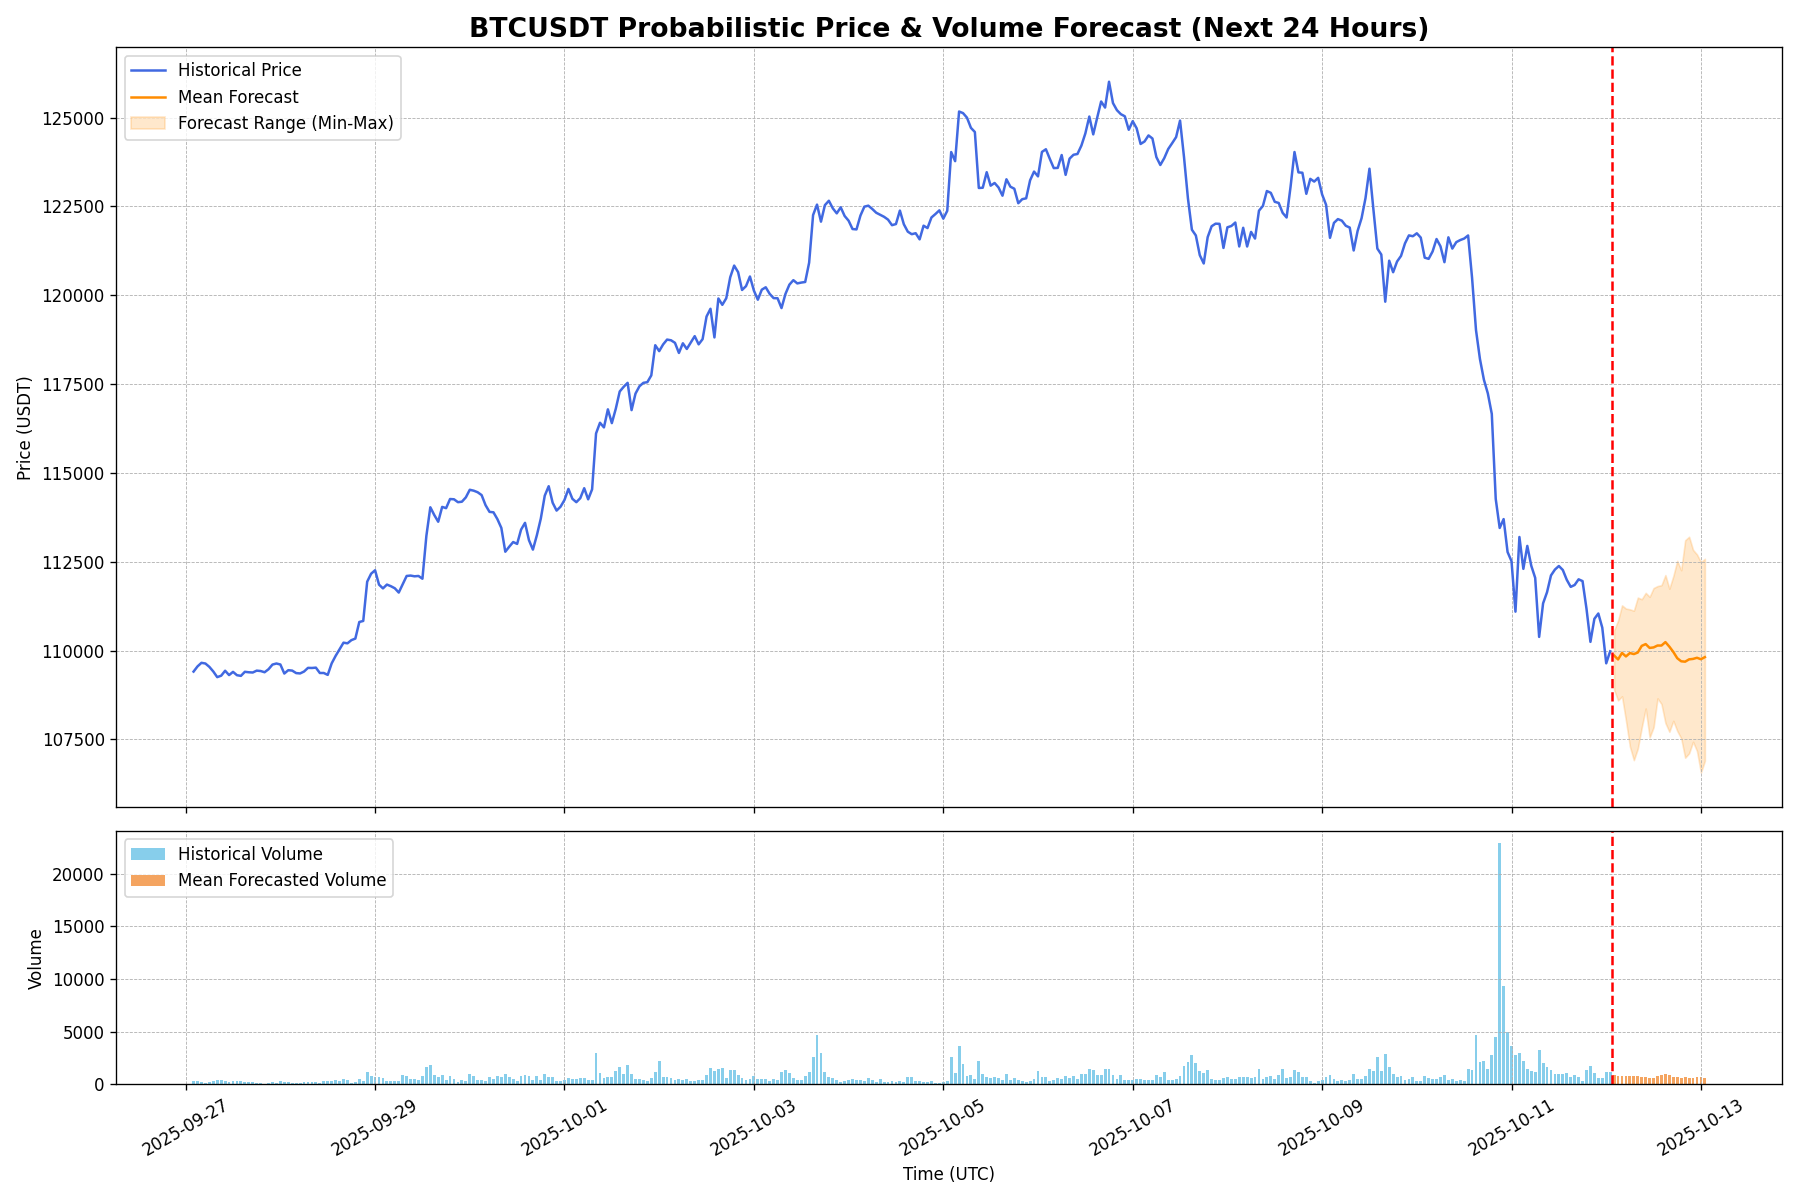 BTCUSDT Probabilistic Price & Volume Forecast (Next 24 Hours)
Historical Price
Mean Forecast
Forecast Range (Min-Max)
Price (USDT)
125000
122500
120000
117500
115000
112500
110000
107500
Historical Volume
Mean Forecasted Volume
Volume
20000
15000
10000
5000
0
2025-09-27
2025-09-29
2025-10-01
2025-10-03
2025-10-05
2025-10-07
2025-10-09
2025-10-11
2025-10-13
Time (UTC)